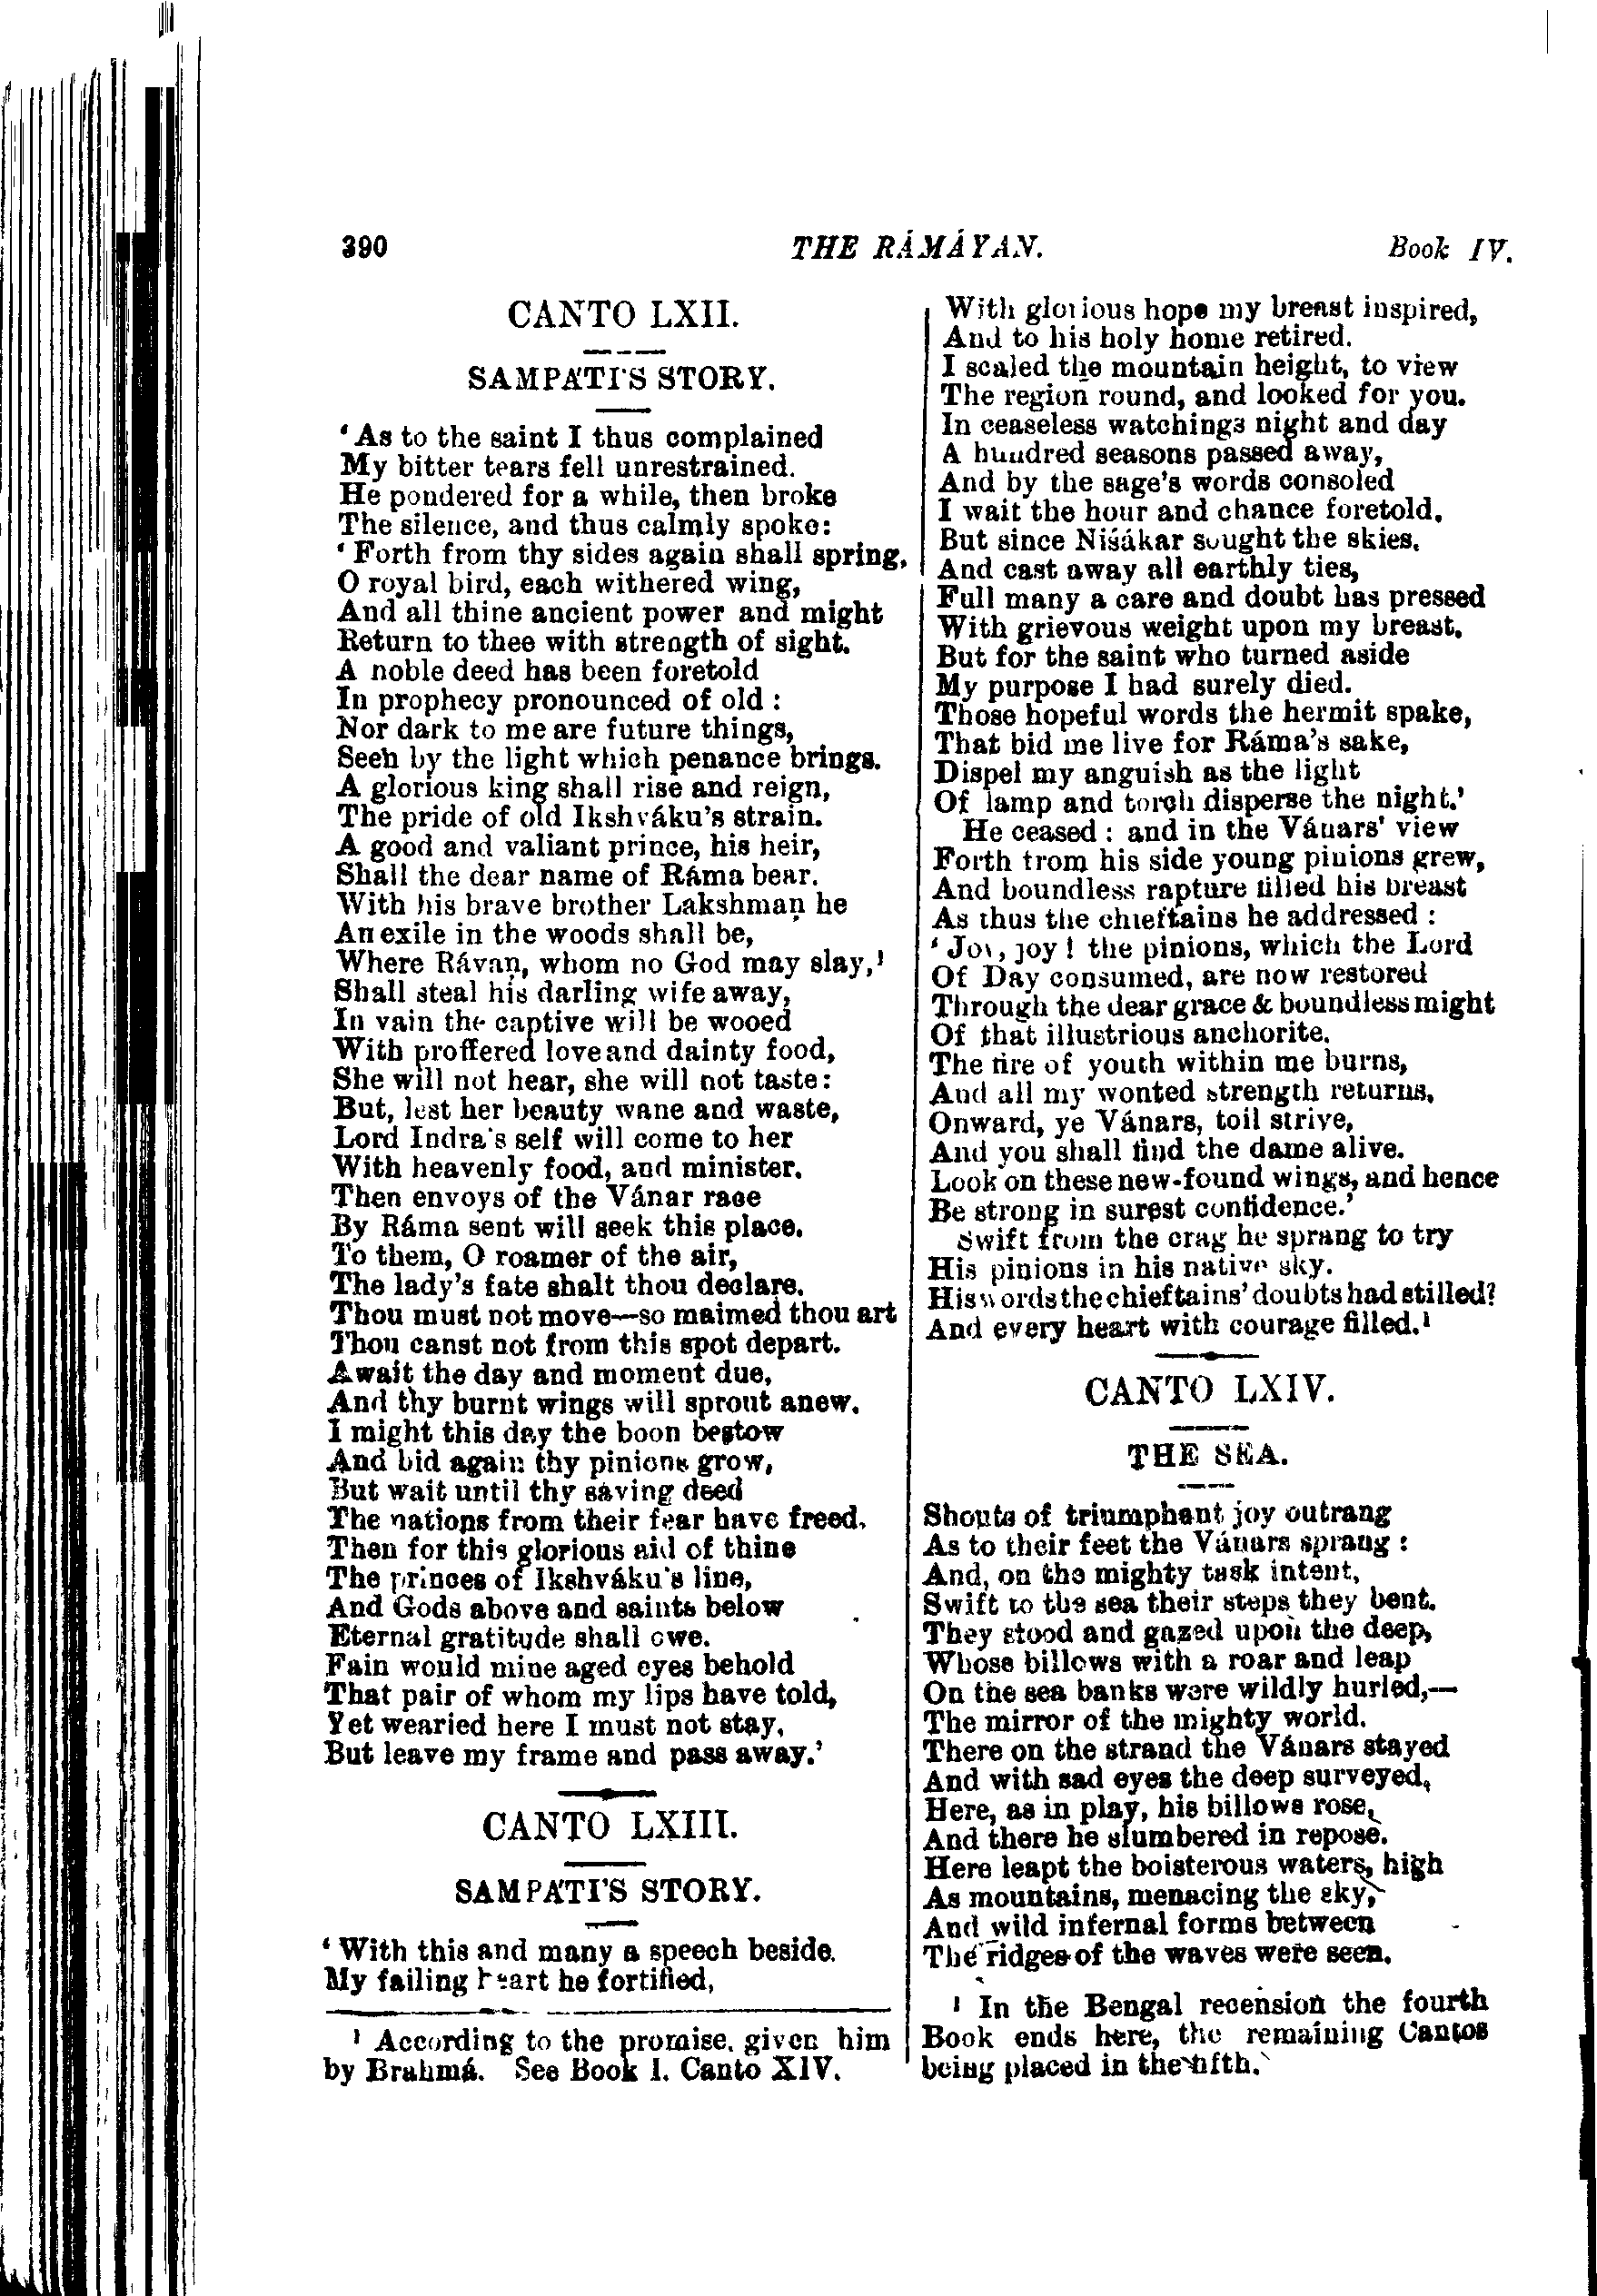 390 THE RÁMÁYAN. Book IV.
CANTO LXII.
SAMPÁTI'S STORY.
‘As to the saint I thus complained
My bitter tears fell unrestrained.
He pondered for a while, then broke
The silence, and thus calmly spoke:
‘Forth from thy sides again shall spring,
O royal bird, each withered wing,
And all thine ancient power and might
Return to thee with strength of sight.
A noble deed has been foretold
In prophecy pronounced of old :
Nor dark to me are future things,
Seen by the light which penance brings.
A glorious king shall rise and reign,
The pride of old Ikshváku's strain.
A good and valiant prince, his heir,
Shall the dear name of Ráma bear.
With his brave brother Lakshmaṇ he
An exile in the woods shall be,
Where Rávaṇ, whom no God may slay,¹
Shall steal his darling wife away,
In vain the captive will be wooed
With proffered love and dainty food,
She will not hear, she will not taste:
But, lest her beauty wane and waste,
Lord Indra's self will come to her
With heavenly food, and minister.
Then envoys of the Vánar race
By Ráma sent will seek this place.
To them, O roamer of the air,
The lady's fate shalt thou declare.
Thou must not move—so maimed thou art
Thou canst not from this spot depart.
Await the day and moment due,
And thy burnt wings will sprout anew.
I might this day the boon bestow
And bid again thy pinions grow,
But wait until thy saving deed
The nations from their fear have freed.
Then for this glorious aid of thine
The princes of Ikshváku's line,
And Gods above and saints below
Eternal gratitude shall owe.
Fain would mine aged eyes behold
That pair of whom my lips have told,
Yet wearied here I must not stay,
But leave my frame and pass away.’
CANTO LXIII.
SAMPÁTI'S STORY.
‘With this and many a speech beside.
My failing heart he fortified,
¹ According to the promise, given him
by Brahmá. See Book I. Canto XIV.
With glorious hope my breast inspired,
And to his holy home retired.
I scaled the mountain height, to view
The region round, and looked for you.
In ceaseless watchings night and day
A hundred seasons passed away,
And by the sage's words consoled
I wait the hour and chance foretold.
But since Niśákar sought the skies.
And cast away all earthly ties,
Full many a care and doubt has pressed
With grievous weight upon my breast.
But for the saint who turned aside
My purpose I had surely died.
Those hopeful words the hermit spake,
That bid me live for Ráma's sake,
Dispel my anguish as the light
Of lamp and torch disperse the night.’
He ceased : and in the Vánars' view
Forth from his side young pinions grew,
And boundless rapture filled his breast
As thus the chieftains he addressed :
‘Joy, joy ! the pinions, which the Lord
Of Day consumed, are now restored
Through the dear grace & boundless might
Of that illustrious anchorite.
The fire of youth within me burns,
And all my wonted strength returns.
Onward, ye Vánars, toil strive,
And you shall find the dame alive.
Look on these new-found wings, and hence
Be strong in surest confidence.’
Swift from the crag he sprang to try
His pinions in his native sky.
His words the chieftains' doubts had stilled?
And every heart with courage filled.¹
CANTO LXIV.
THE SEA.
Shouts of triumphant joy outrang
As to their feet the Vánars sprang :
And, on the mighty task intent,
Swift to the sea their steps they bent.
They stood and gazed upon the deep,
Whose billows with a roar and leap
On the sea banks were wildly hurled,—
The mirror of the mighty world.
There on the strand the Vánars stayed
And with sad eyes the deep surveyed,
Here, as in play, his billows rose,
And there he slumbered in repose.
Here leapt the boisterous waters, high
As mountains, menacing the sky,
And wild infernal forms between
The ridges of the waves were seen.
¹ In the Bengal recension the fourth
Book ends here, the remaining Cantos
being placed in the fifth.